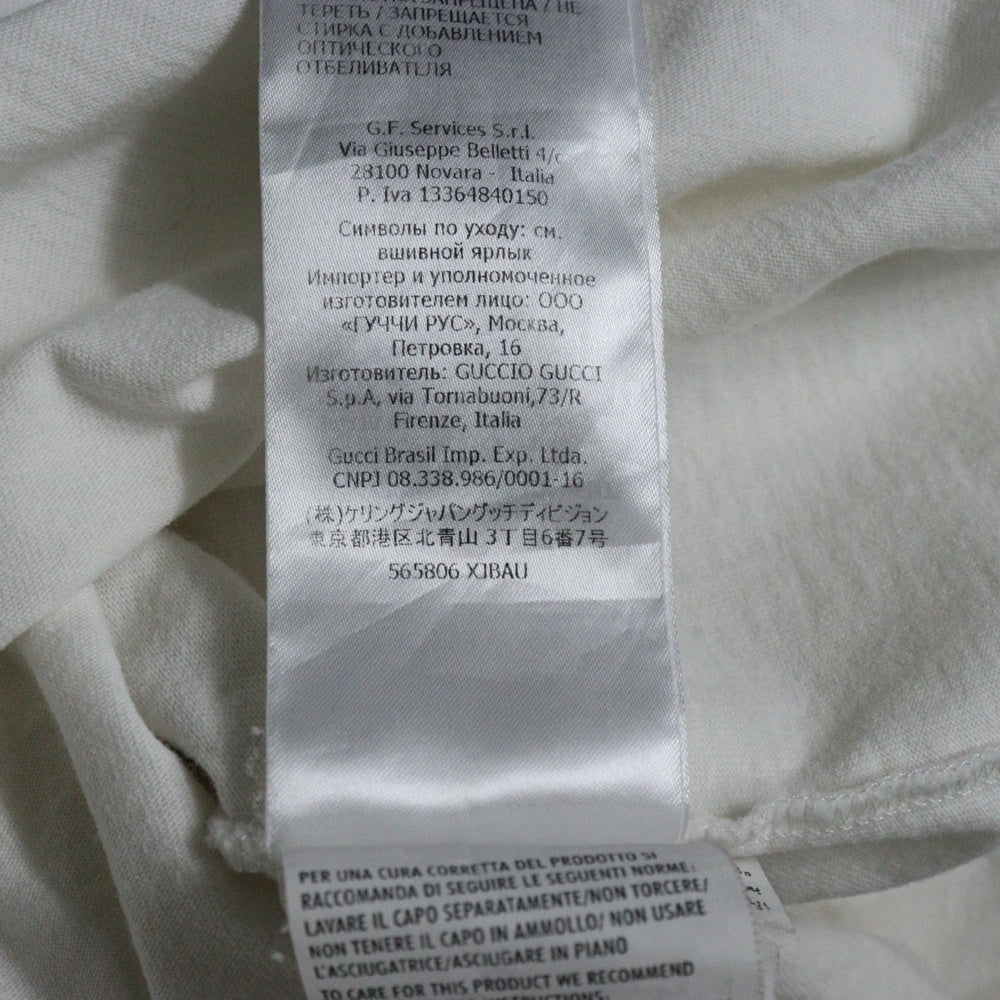 ЗАПРЕЩЕНА / НЕ
ТЕРЕТЬ / ЗАПРЕЩАЕТСЯ
СТИРКА С ДОБАВЛЕНИЕМ
ОПТИЧЕСКОГО
ОТБЕЛИВАТЕЛЯ
G.F. Services S.r.l.
Via Giuseppe Belletti 4/c
28100 Novara - Italia
P. Iva 13364840150
Символы по уходу: см.
вшивной ярлык
Импортер и уполномоченное
изготовителем лицо: ООО
«ГУЧЧИ РУС», Москва,
Петровка, 16
Изготовитель: GUCCIO GUCCI
S.p.A, via Tornabuoni,73/R
Firenze, Italia
Gucci Brasil Imp. Exp. Ltda.
CNPJ 08.338.986/0001-16
(株)ケリングジャパングッチディビジョン
東京都港区北青山 3丁目6番7号
565806 XJBAU
PER UNA CURA CORRETTA DEL PRODOTTO SI
RACCOMANDA DI SEGUIRE LE SEGUENTI NORME:
LAVARE IL CAPO SEPARATAMENTE/NON TORCERE/
NON TENERE IL CAPO IN AMMOLLO/ NON USARE
L'ASCIUGATRICE/ASCIUGARE IN PIANO
TO CARE FOR THIS PRODUCT WE RECOMMEND